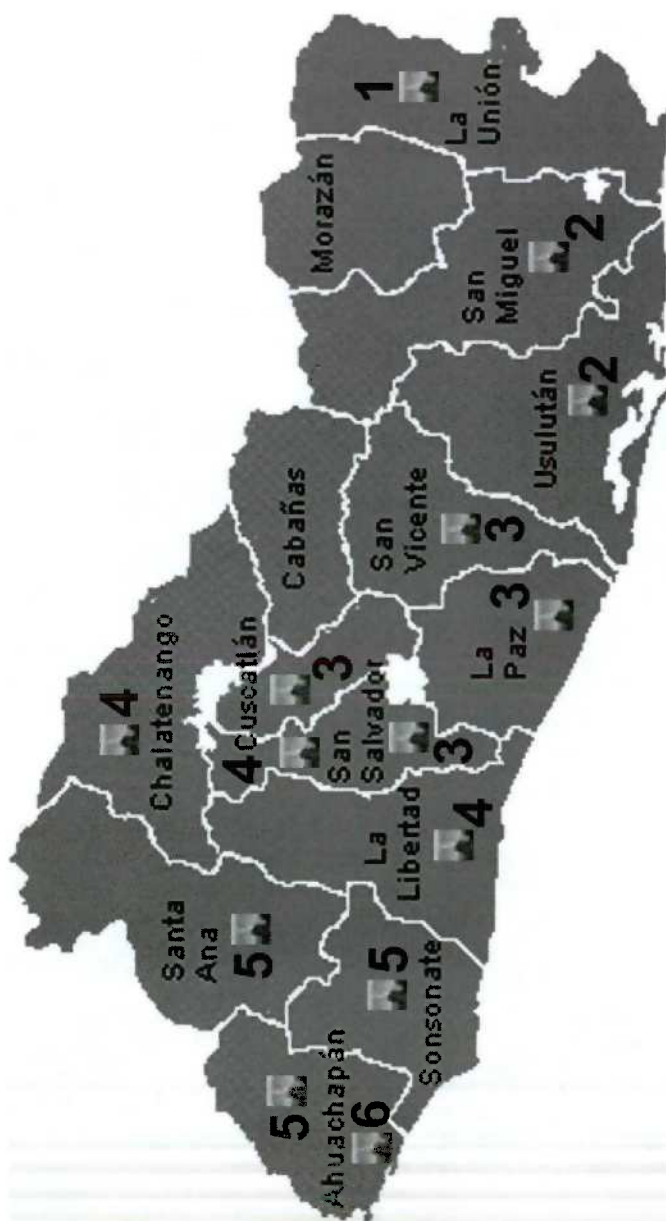 Chalatenango
4
Santa
Ana
5
Cuscatlán
3
4
Cabañas
Morazán
La
Unión
1
San
Salvador
3
San
Vicente
3
San
Miguel
2
5
Ahuachapán
6
Sonsonate
5
La
Libertad
4
La
Paz
3
Usulután
2